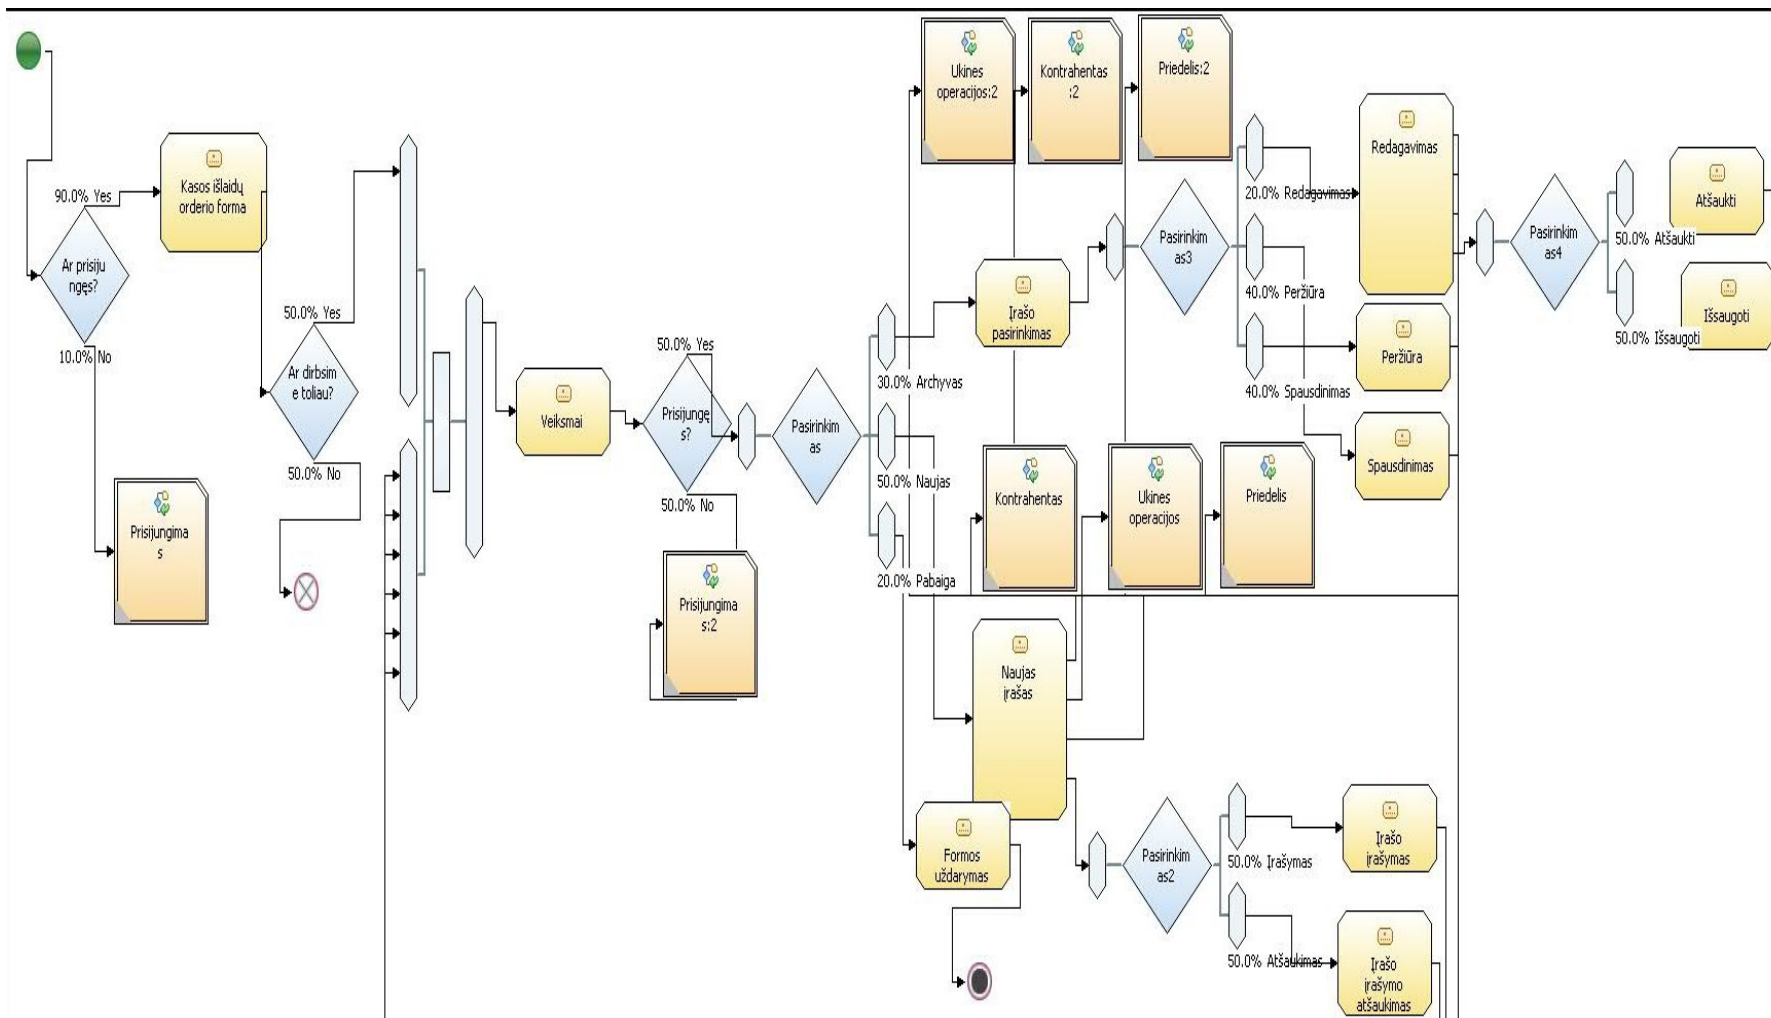 90.0% Yes
Kasos išlaidų
orderio forma
Ar prisiju
ngęs?
10.0% No
Prisijungima
s
50.0% Yes
Ar dirbsim
e toliau?
50.0% No
Veiksmai
50.0% Yes
Prisijungę
s?
50.0% No
Prisijungima
s:2
Pasirinkim
as
30.0% Archyvas
50.0% Naujas
20.0% Pabaiga
Ukines
operacijos:2
Kontrahentas
:2
Priedelis:2
Įrašo
pasirinkimas
Pasirinkim
as3
20.0% Redagavimas
40.0% Peržiūra
40.0% Spausdinimas
Redagavimas
Peržiūra
Spausdinimas
Pasirinkim
as4
50.0% Atšaukti
50.0% Išsaugoti
Atšaukti
Išsaugoti
Kontrahentas
Ukines
operacijos
Priedelis
Naujas
įrašas
Formos
uždarymas
Pasirinkim
as2
50.0% Įrašymas
50.0% Atšaukimas
Įrašo
įrašymas
Įrašo
įrašymo
atšaukimas